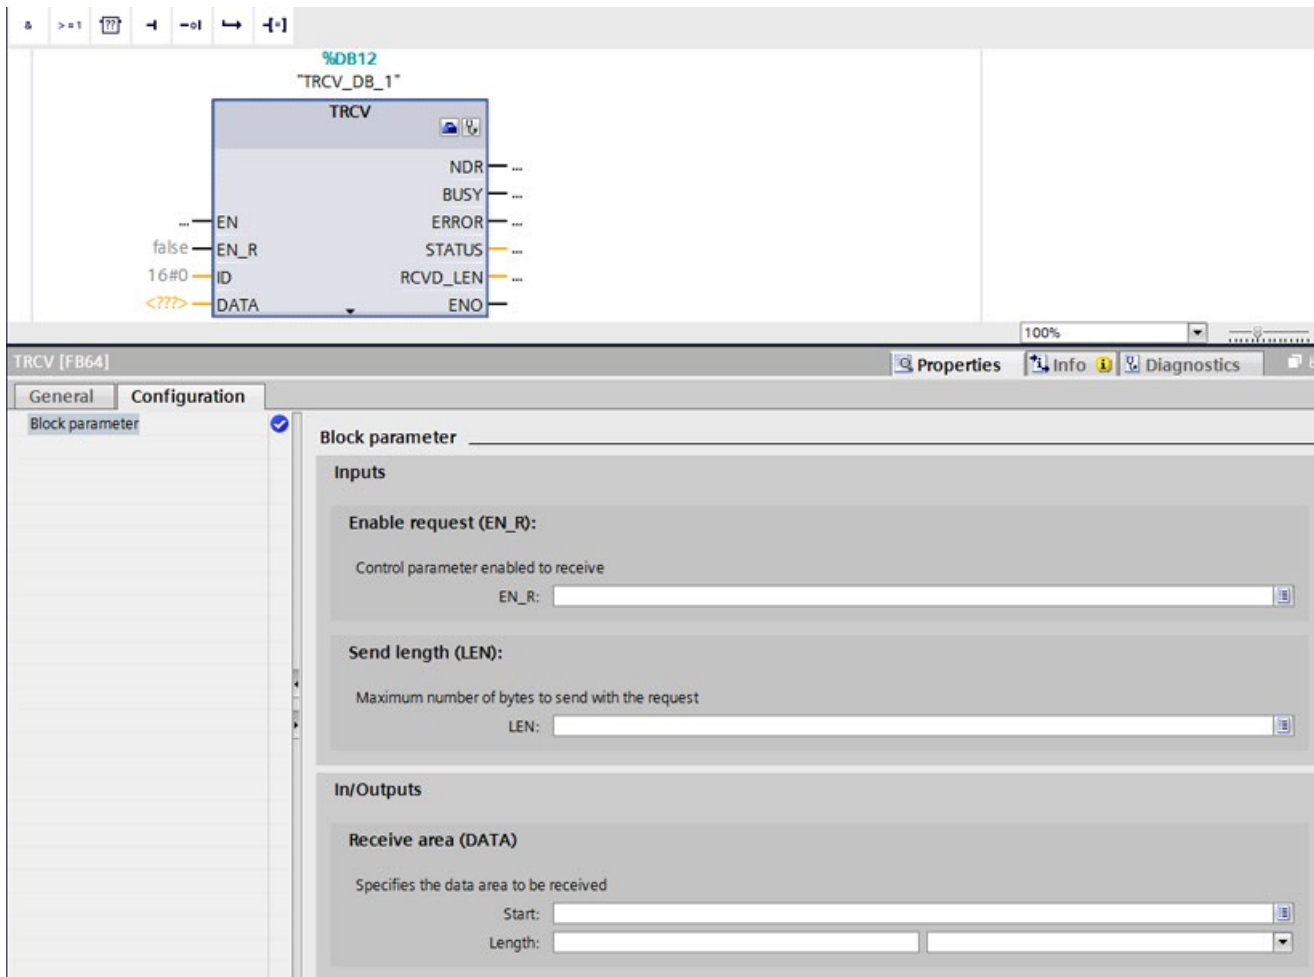 & >=1 ??
%DB12
"TRCV_DB_1"
TRCV
NDR ...
BUSY ...
... EN ERROR ...
false EN_R STATUS ...
16#0 ID RCVD_LEN ...
<???> DATA ENO
100%
TRCV [FB64] Properties Info Diagnostics
General Configuration
Block parameter
Block parameter
Inputs
Enable request (EN_R):
Control parameter enabled to receive
EN_R:
Send length (LEN):
Maximum number of bytes to send with the request
LEN:
In/Outputs
Receive area (DATA)
Specifies the data area to be received
Start:
Length: